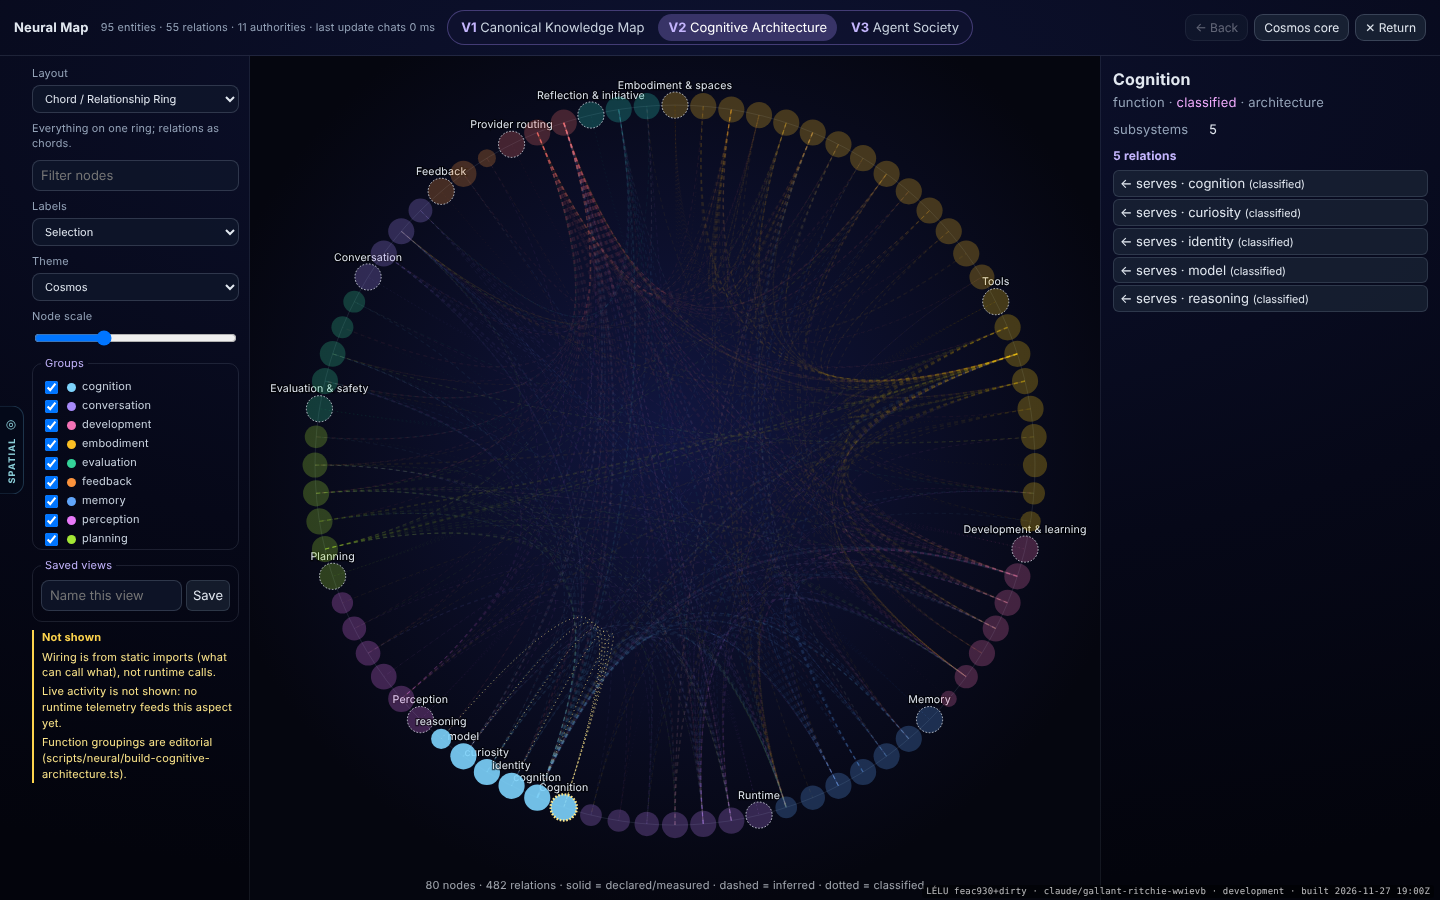 Neural Map
95 entities · 55 relations · 11 authorities · last update chats 0 ms
V1 Canonical Knowledge Map
V2 Cognitive Architecture
V3 Agent Society
← Back
Cosmos core
✕ Return
Layout
Chord / Relationship Ring
Everything on one ring; relations as
chords.
Filter nodes
Labels
Selection
Theme
Cosmos
Node scale
Groups
cognition
conversation
development
embodiment
evaluation
feedback
memory
perception
planning
Saved views
Name this view
Save
Not shown
Wiring is from static imports (what
can call what), not runtime calls.
Live activity is not shown: no
runtime telemetry feeds this aspect
yet.
Function groupings are editorial
(scripts/neural/build-cognitive-
architecture.ts).
SPATIAL ◎
Embodiment & spaces
Reflection & initiative
Provider routing
Feedback
Conversation
Tools
Evaluation & safety
Development & learning
Planning
Perception
Memory
reasoning
model
curiosity
identity
cognition
Cognition
Runtime
80 nodes · 482 relations · solid = declared/measured · dashed = inferred · dotted = classified
Cognition
function · classified · architecture
subsystems 5
5 relations
← serves · cognition (classified)
← serves · curiosity (classified)
← serves · identity (classified)
← serves · model (classified)
← serves · reasoning (classified)
LÉLU feac930+dirty · claude/gallant-ritchie-wwievb · development · built 2026-11-27 19:00Z